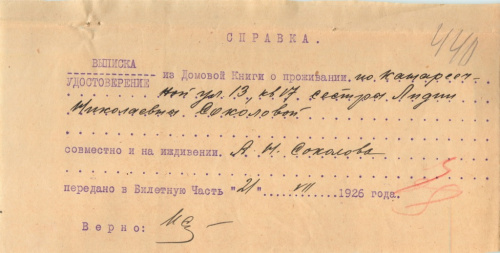 440
СПРАВКА.
ВЫПИСКА
УДОСТОВЕРЕНИЕ из Домовой Книги о проживании по Канарееч-
ной ул. 13, кв. 17. сестры Лидии
Николаевны Соколовой
совместно и на иждивении. А. Н. Соколова
передано в Билетную Часть "21" VII 1926 года.
Верно: